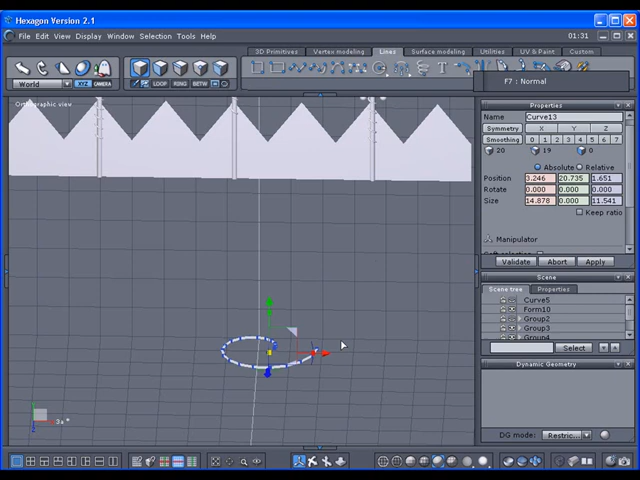 Hexagon Version 2.1
File Edit View Display Window Selection Tools
01:31
World
XYZ
CAMERA
LOOP
RING
BETW
3D Primitives
Vertex modeling
Lines
Surface modeling
Utilities
UV & Paint
Custom
F7 : Normal
Orthographic view
Properties
Name
Curve13
Symmetry X Y Z
Smoothing 0 1 2 3 4 5 6 7
20 19 0
Absolute Relative
Position 3.246 20.735 1.651
Rotate 0.000 0.000 0.000
Size 14.878 0.000 11.541
Keep ratio
Manipulator
Validate Abort Apply
Scene
Scene tree Properties
Curve5
Form10
Group2
Group3
Group4
Select
Dynamic Geometry
DG mode: Restric...